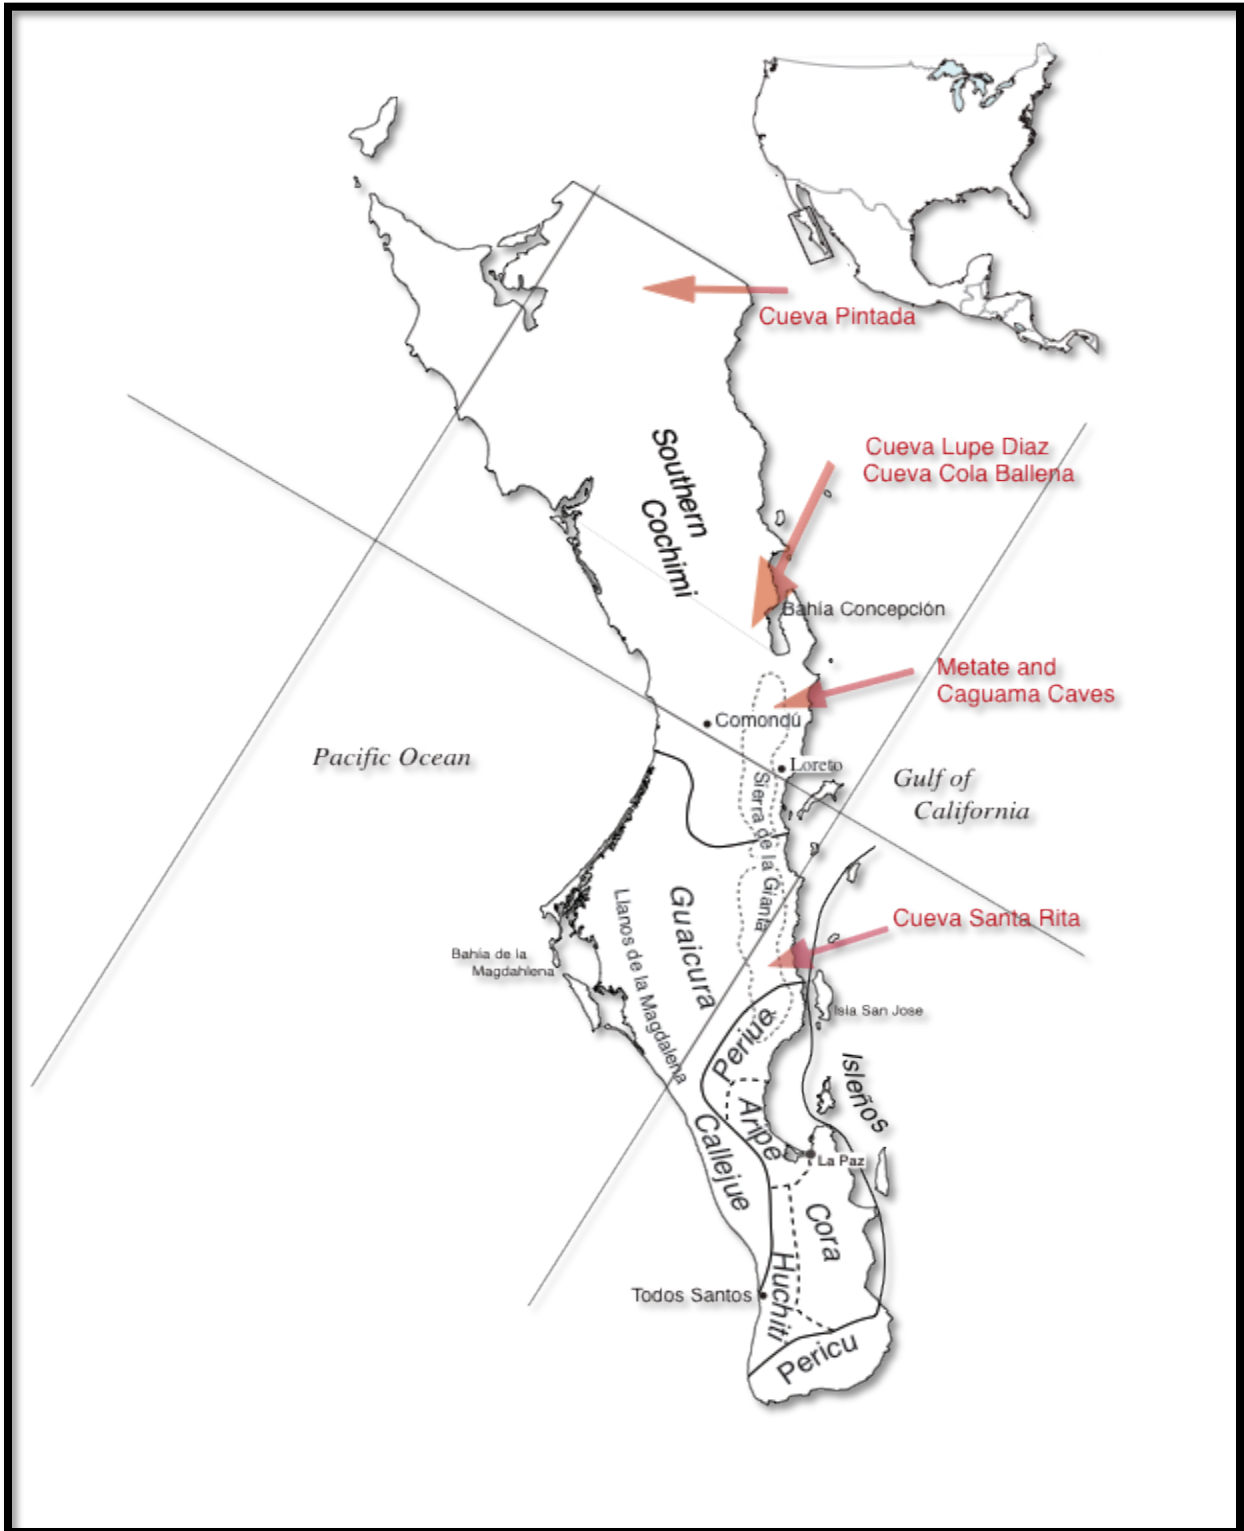 Cueva Pintada
Southern
Cochimi
Cueva Lupe Diaz
Cueva Cola Ballena
Bahía Concepción
Metate and
Caguama Caves
Comondú
Pacific Ocean
Loreto
Gulf of
California
Sierra de la Gianta
Guaicura
Llanos de la Magdalena
Cueva Santa Rita
Bahia de la
Magdahlena
Isla San Jose
Periue
Isleños
Aripe
Callejue
La Paz
Cora
Huchiti
Todos Santos
Pericu